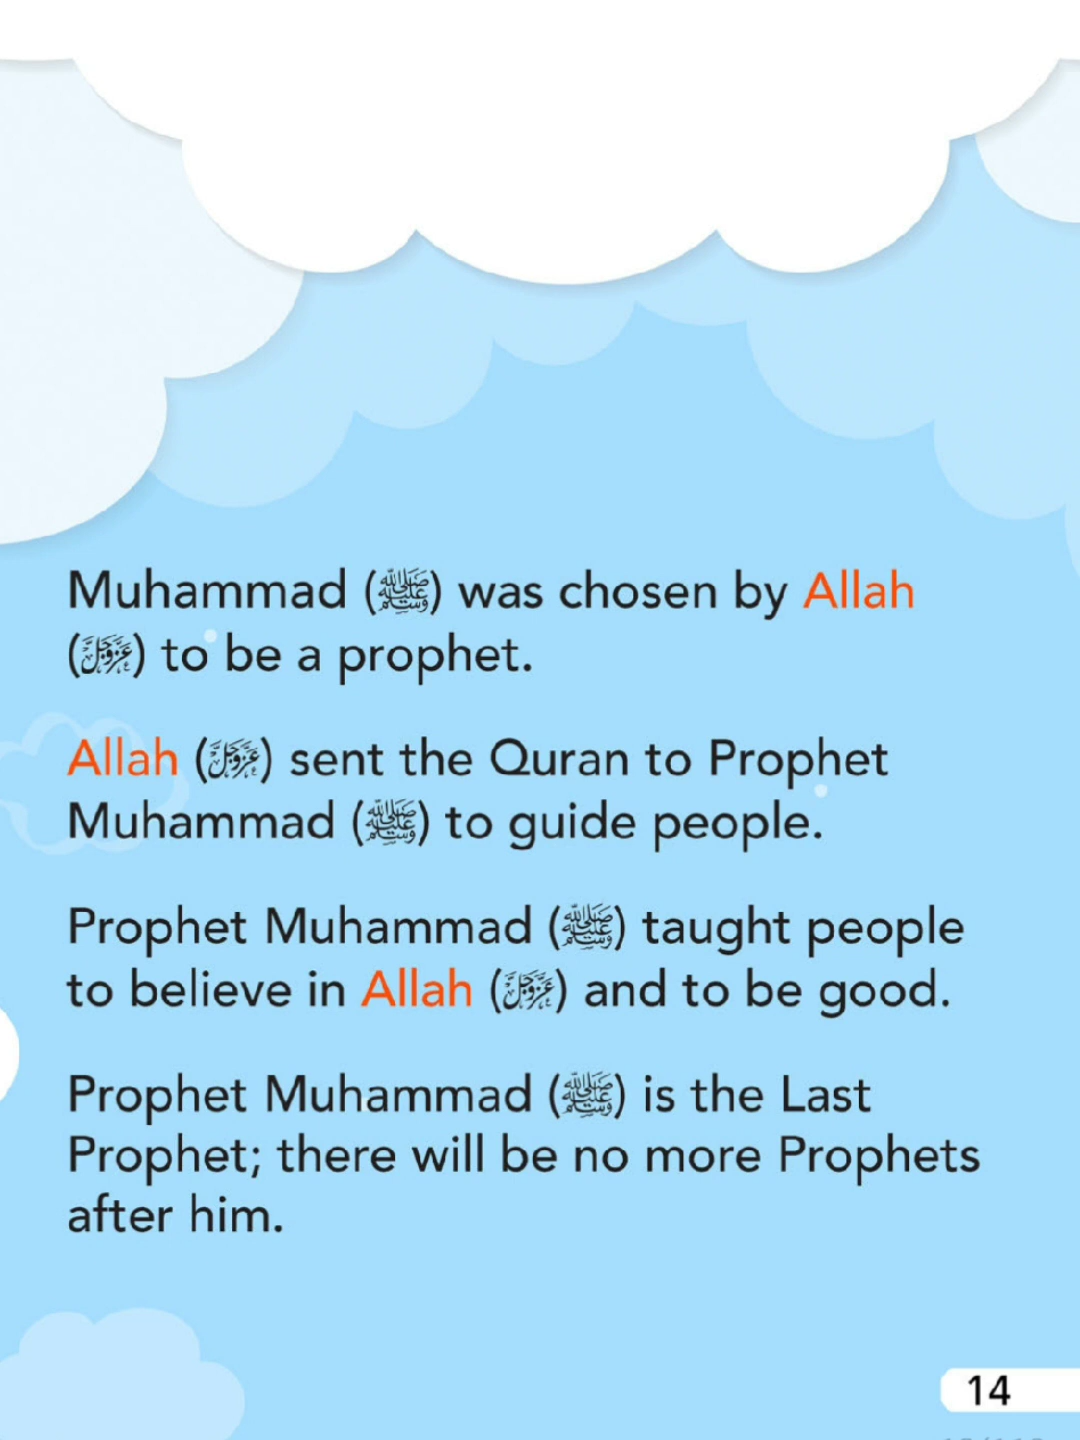 Muhammad (ﷺ) was chosen by Allah
(عَزَّوَجَلَّ) to be a prophet.
Allah (عَزَّوَجَلَّ) sent the Quran to Prophet
Muhammad (ﷺ) to guide people.
Prophet Muhammad (ﷺ) taught people
to believe in Allah (عَزَّوَجَلَّ) and to be good.
Prophet Muhammad (ﷺ) is the Last
Prophet; there will be no more Prophets
after him.
14